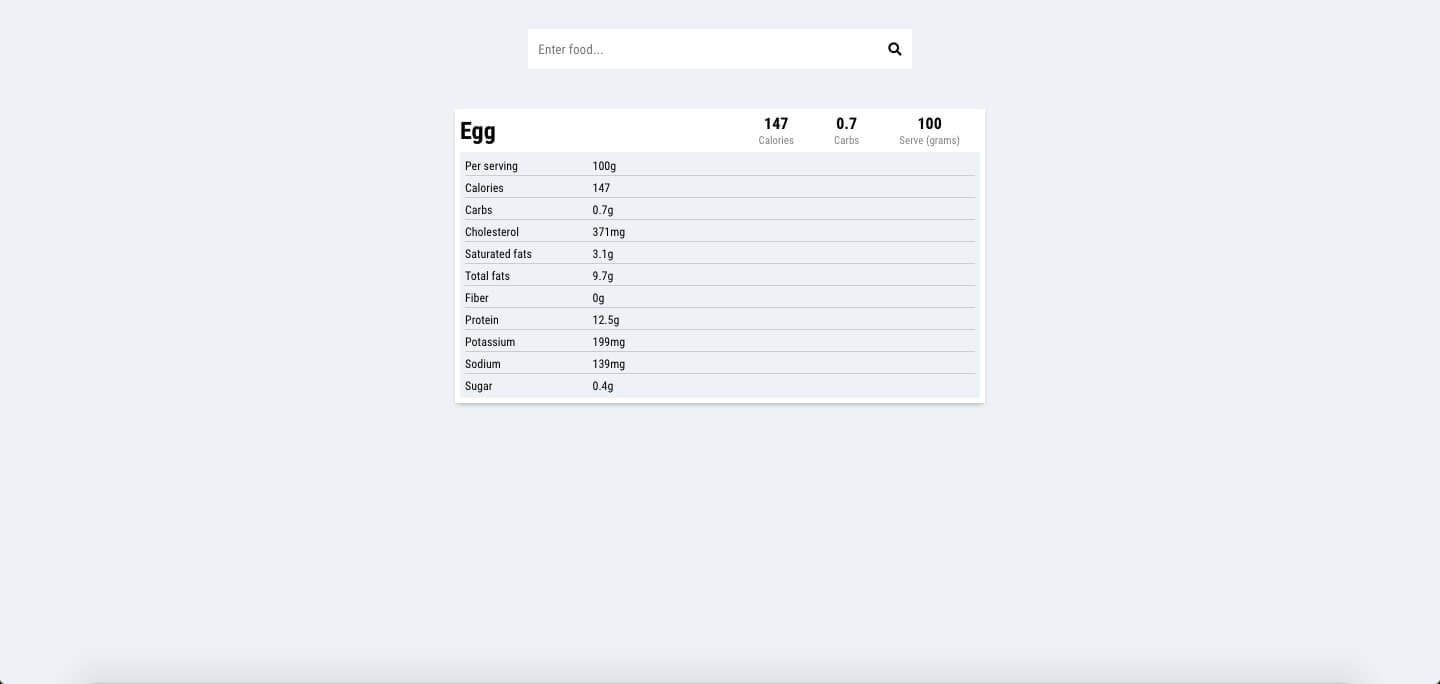 Enter food...
Egg
147 0.7 100
Calories Carbs Serve (grams)
Per serving 100g
Calories 147
Carbs 0.7g
Cholesterol 371mg
Saturated fats 3.1g
Total fats 9.7g
Fiber 0g
Protein 12.5g
Potassium 199mg
Sodium 139mg
Sugar 0.4g